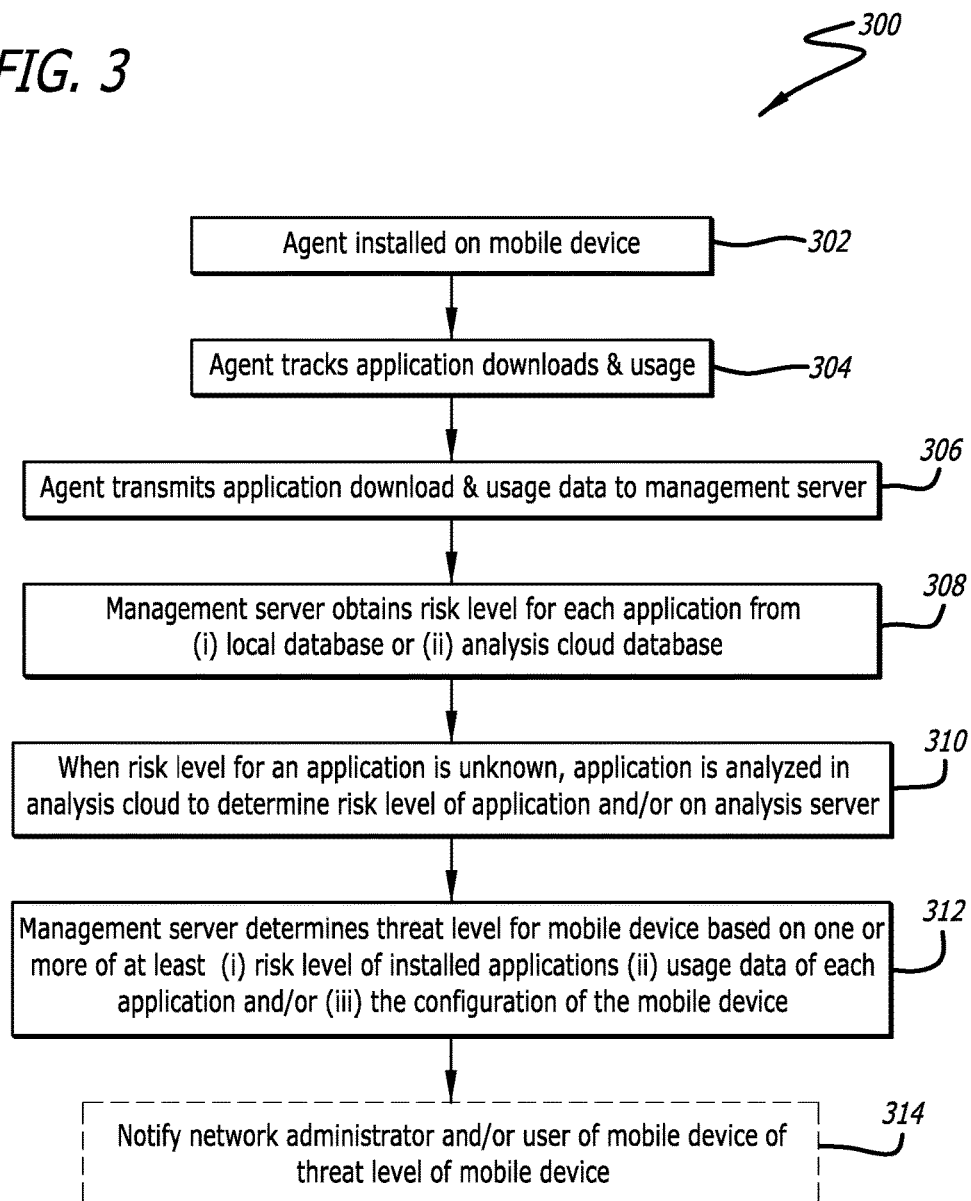 FIG. 3
300
Agent installed on mobile device
302
Agent tracks application downloads & usage
304
306
Agent transmits application download & usage data to management server
308
Management server obtains risk level for each application from
(i) local database or (ii) analysis cloud database
310
When risk level for an application is unknown, application is analyzed in
analysis cloud to determine risk level of application and/or on analysis server
312
Management server determines threat level for mobile device based on one or
more of at least (i) risk level of installed applications (ii) usage data of each
application and/or (iii) the configuration of the mobile device
314
Notify network administrator and/or user of mobile device of
threat level of mobile device